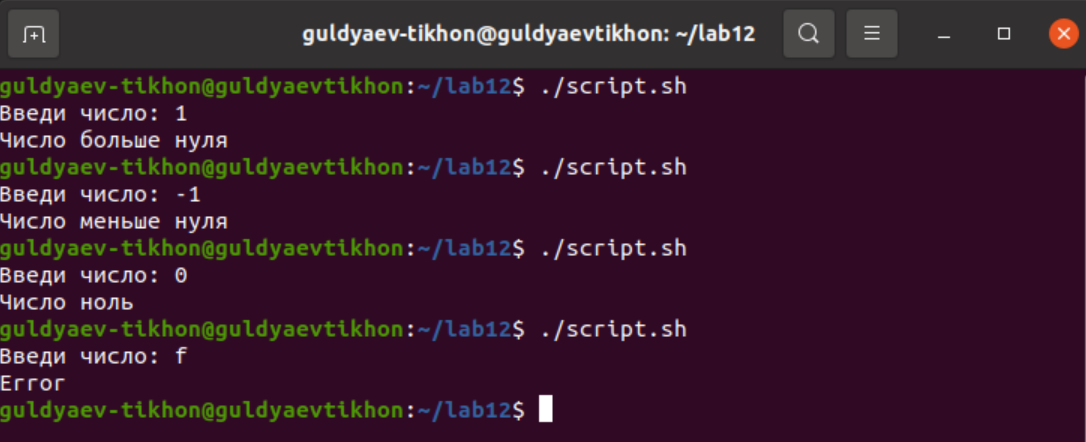 guldyaev-tikhon@guldyaevtikhon: ~/lab12
guldyaev-tikhon@guldyaevtikhon:~/lab12$ ./script.sh
Введи число: 1
Число больше нуля
guldyaev-tikhon@guldyaevtikhon:~/lab12$ ./script.sh
Введи число: -1
Число меньше нуля
guldyaev-tikhon@guldyaevtikhon:~/lab12$ ./script.sh
Введи число: 0
Число ноль
guldyaev-tikhon@guldyaevtikhon:~/lab12$ ./script.sh
Введи число: f
Error
guldyaev-tikhon@guldyaevtikhon:~/lab12$